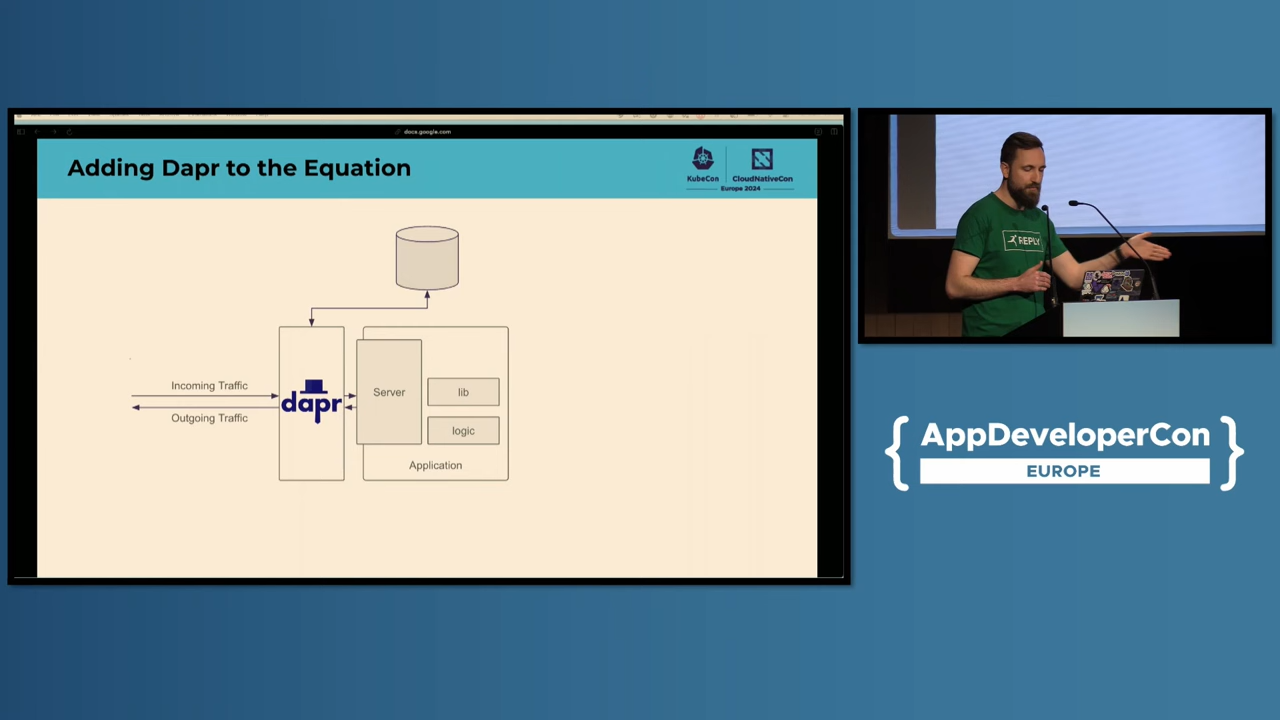 docs.google.com
Adding Dapr to the Equation
KubeCon
CloudNativeCon
Europe 2024
Incoming Traffic
Outgoing Traffic
dapr
Server
lib
logic
Application
REPLY
{ AppDeveloperCon }
EUROPE